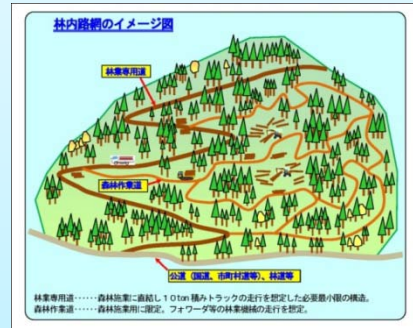 林内路網のイメージ図
林業専用道
森林作業道
公道（国道、市町村道等）、林道等
林業専用道‥‥‥森林施業に直結し１０ton積みトラックの走行を想定した必要最小限の構造。
森林作業道‥‥‥森林施業用に限定。フォワーダ等の林業機械の走行を想定。